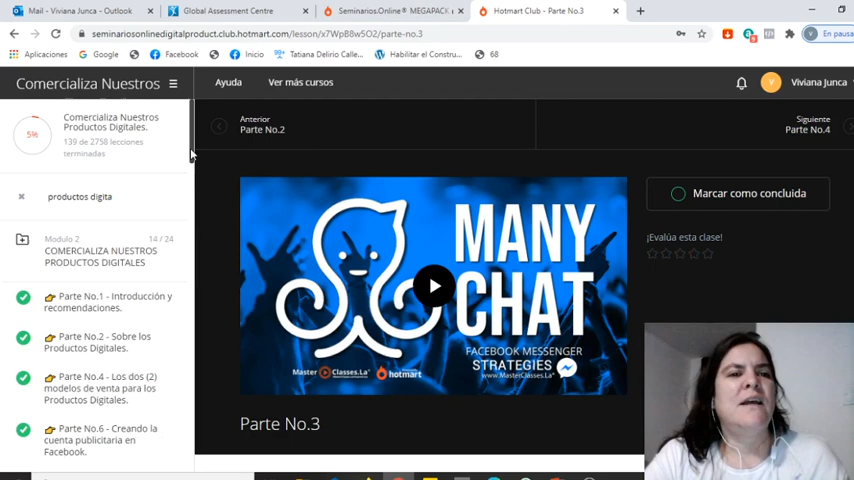 Mail - Viviana Junca - Outlook
Global Assessment Centre
Seminarios.Online® MEGAPACK
Hotmart Club - Parte No.3
seminariosonlinedigitalproduct.club.hotmart.com/lesson/x7WpB8w5O2/parte-no.3
En pausa
Aplicaciones
Google
Facebook
Inicio
Tatiana Delirio Calle...
Habilitar el Constru...
68
Comercializa Nuestros
Ayuda
Ver más cursos
Viviana Junca
5%
Comercializa Nuestros
Productos Digitales.
139 de 2758 lecciones
terminadas
Anterior
Parte No.2
Siguiente
Parte No.4
productos digita
Modulo 2
14 / 24
COMERCIALIZA NUESTROS
PRODUCTOS DIGITALES
Parte No.1 - Introducción y
recomendaciones.
Parte No.2 - Sobre los
Productos Digitales.
Parte No.4 - Los dos (2)
modelos de venta para los
Productos Digitales.
Parte No.6 - Creando la
cuenta publicitaria en
Facebook.
MANY
CHAT
FACEBOOK MESSENGER
STRATEGIES
www.MasterClasses.La®
Master Classes.La®
hotmart
Parte No.3
Marcar como concluida
¡Evalúa esta clase!